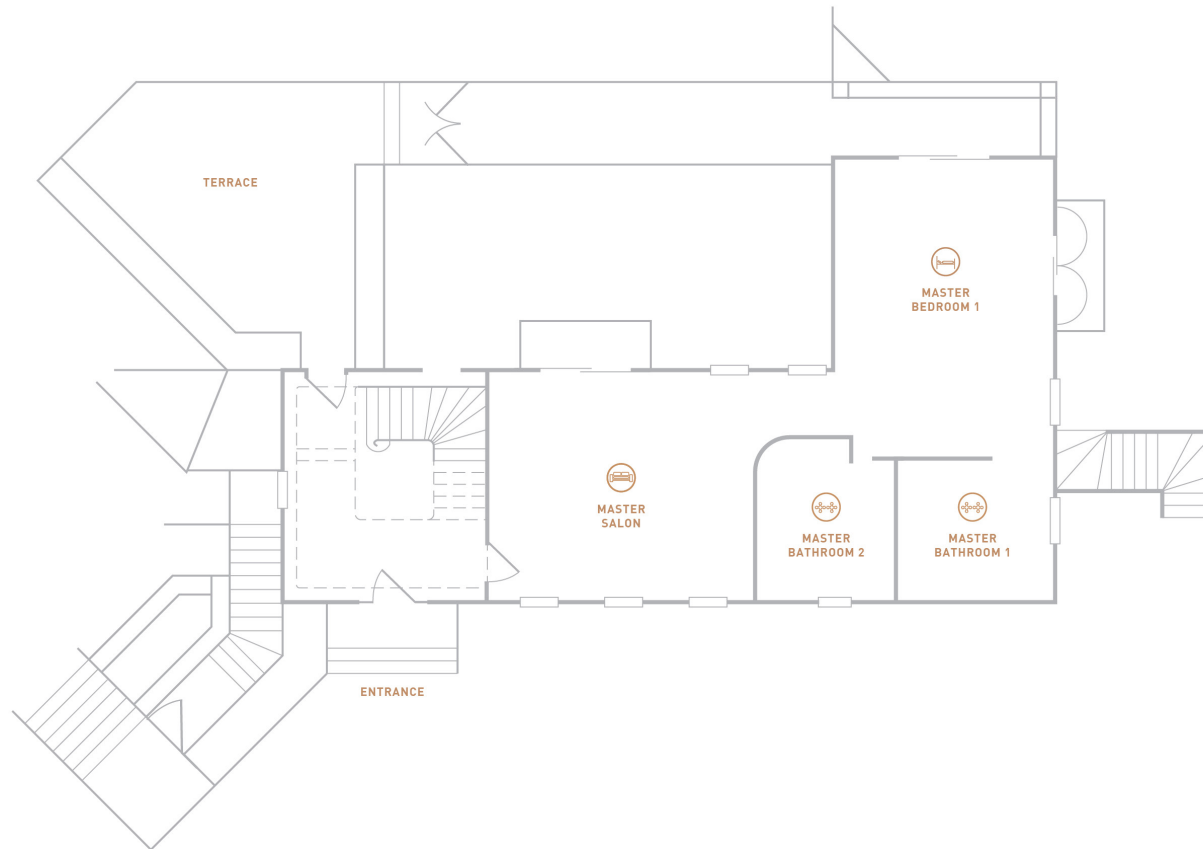 TERRACE
MASTER
BEDROOM 1
MASTER
SALON
MASTER
BATHROOM 2
MASTER
BATHROOM 1
ENTRANCE